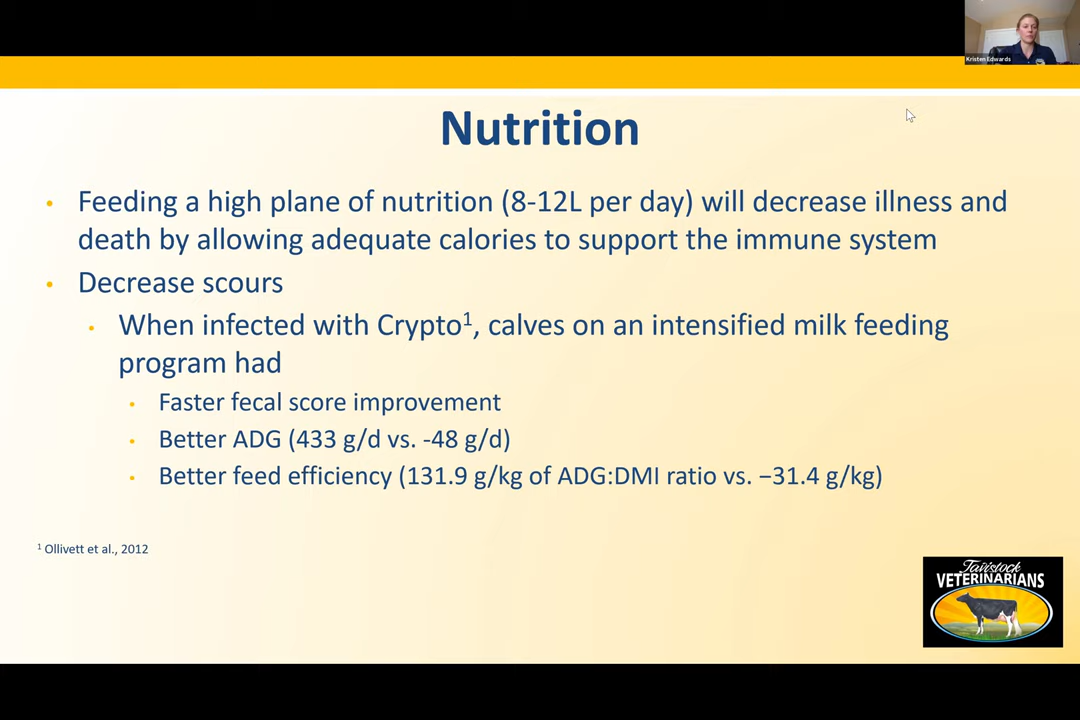 Kristen Edwards
Nutrition
• Feeding a high plane of nutrition (8-12L per day) will decrease illness and
death by allowing adequate calories to support the immune system
• Decrease scours
• When infected with Crypto¹, calves on an intensified milk feeding
program had
• Faster fecal score improvement
• Better ADG (433 g/d vs. -48 g/d)
• Better feed efficiency (131.9 g/kg of ADG:DMI ratio vs. −31.4 g/kg)
¹ Ollivett et al., 2012
Tavistock
VETERINARIANS